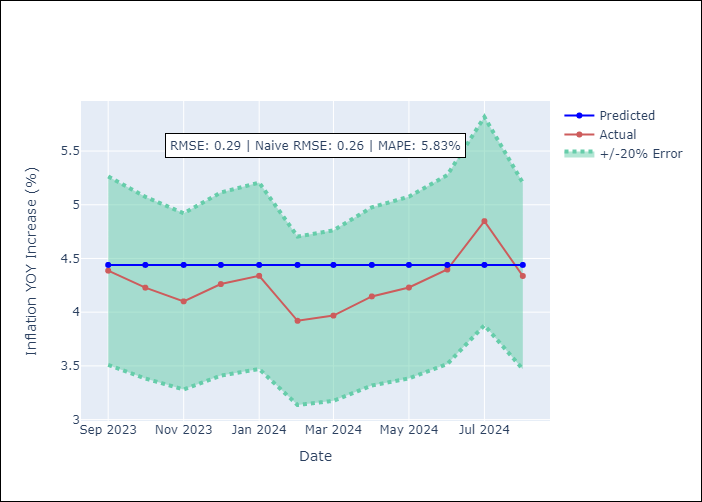 RMSE: 0.29 | Naive RMSE: 0.26 | MAPE: 5.83%
Predicted
Actual
+/-20% Error
Inflation YOY Increase (%)
5.5
5
4.5
4
3.5
3
Sep 2023 Nov 2023 Jan 2024 Mar 2024 May 2024 Jul 2024
Date